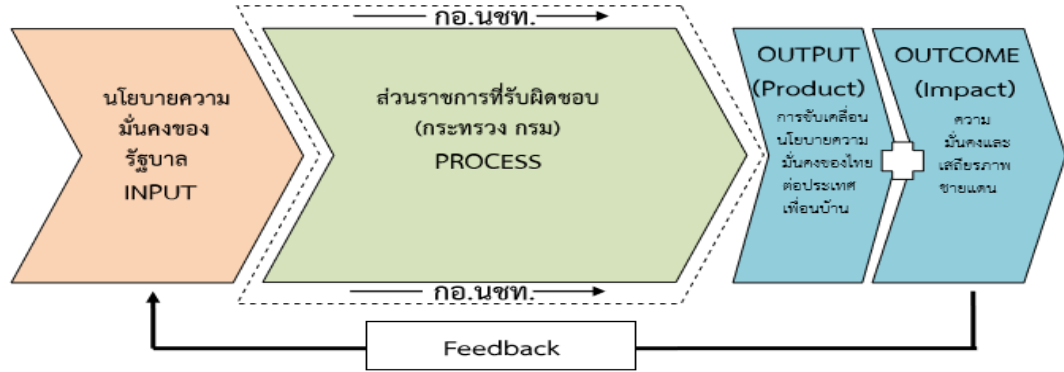 กอ.นชท.
นโยบายความ
มั่นคงของ
รัฐบาล
INPUT
ส่วนราชการที่รับผิดชอบ
(กระทรวง กรม)
PROCESS
OUTPUT
(Product)
การขับเคลื่อน
นโยบายความ
มั่นคงของไทย
ต่อประเทศ
เพื่อนบ้าน
OUTCOME
(Impact)
ความ
มั่นคงและ
เสถียรภาพ
ชายแดน
กอ.นชท.
Feedback